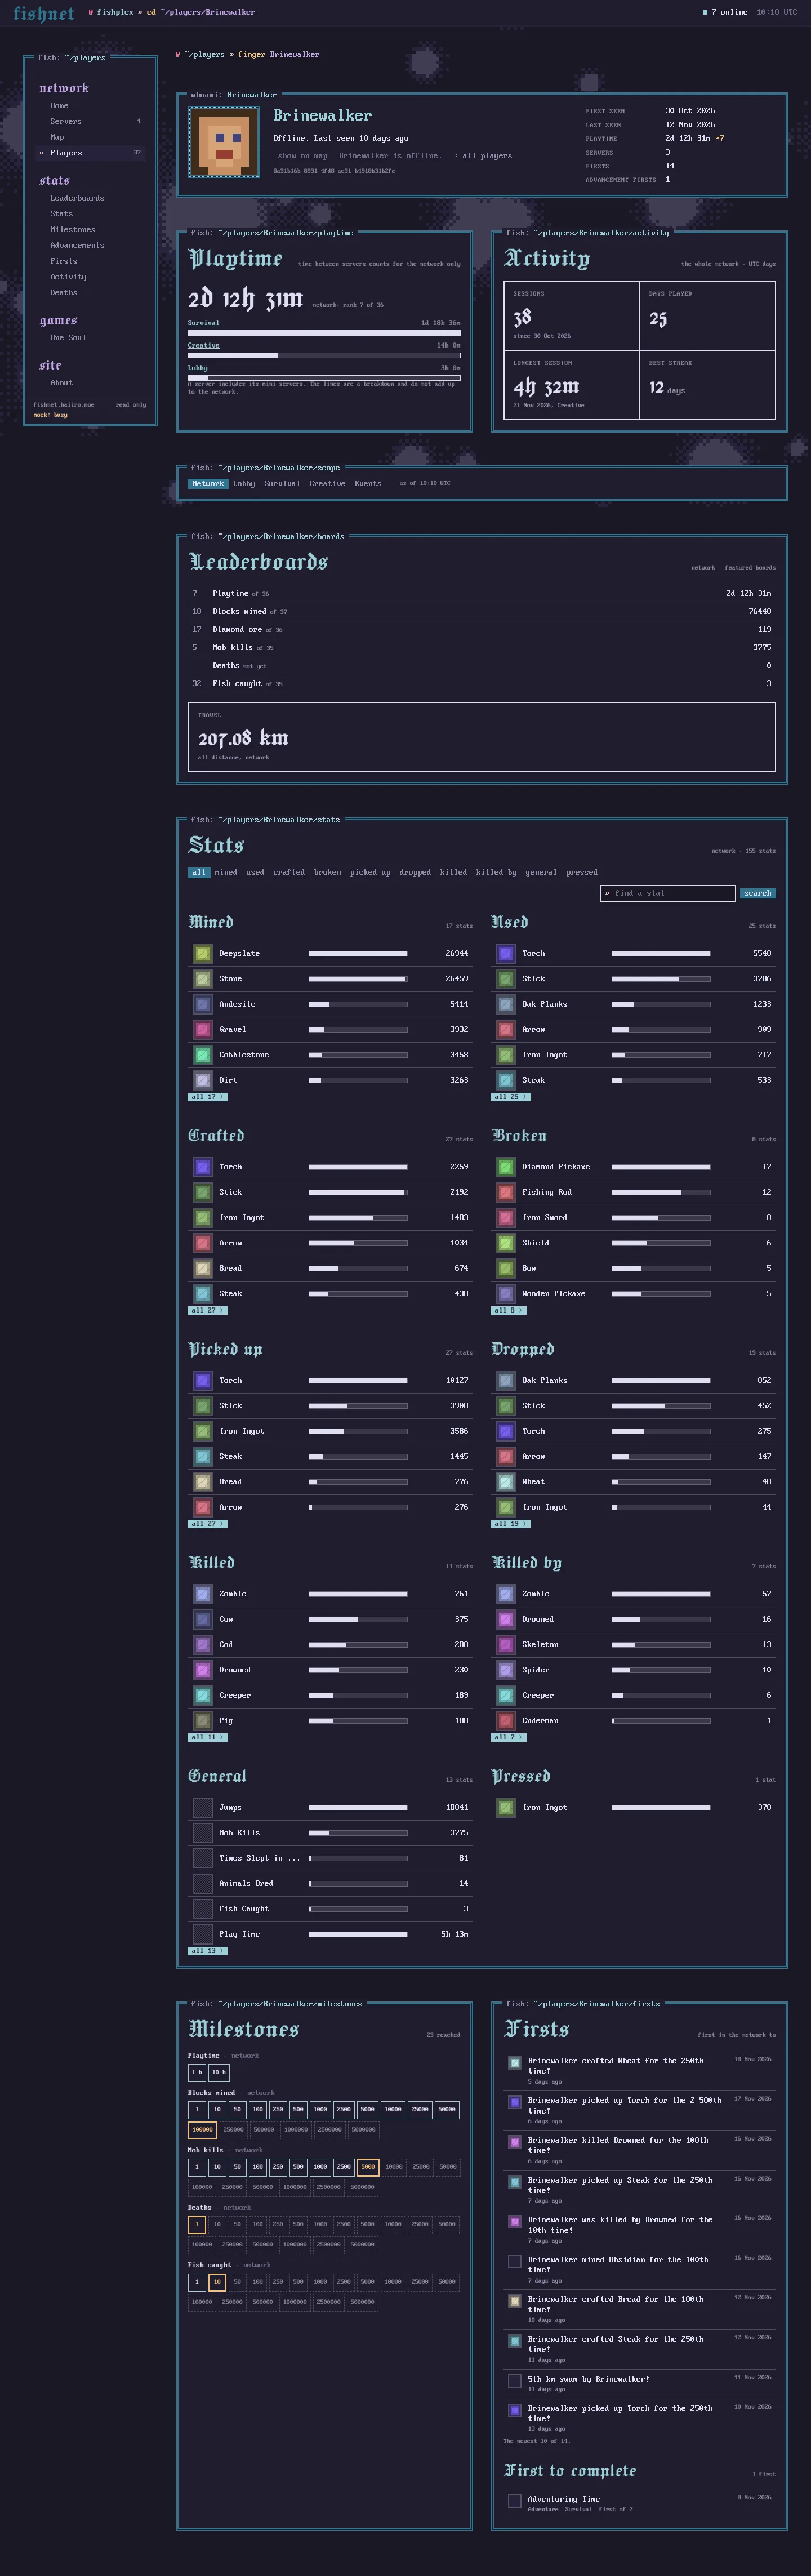 fishnet
@ fishplex » cd ~/players/Brinewalker
7 online 10:10 UTC
fish: ~/players
network
Home
Servers 4
Map
» Players 37
stats
Leaderboards
Stats
Milestones
Advancements
Firsts
Activity
Deaths
games
One Soul
site
About
fishnet.baiiro.moe read only
mock: busy
@ ~/players » finger Brinewalker
whoami: Brinewalker
Brinewalker
Offline. Last seen 10 days ago
show on map Brinewalker is offline. ⟨ all players
FIRST SEEN 30 Oct 2026
LAST SEEN 12 Nov 2026
PLAYTIME 2d 12h 31m ^7
SERVERS 3
FIRSTS 14
ADVANCEMENT FIRSTS 1
fish: ~/players/Brinewalker/playtime
Playtime
time between servers counts for the network only
2d 12h 31m network· rank 7 of 36
Survival 1d 18h 36m
Creative 14h 0m
Lobby 3h 0m
A server includes its mini-servers. The lines are a breakdown and do not add up
to the network.
fish: ~/players/Brinewalker/activity
Activity
the whole network · UTC days
SESSIONS
38
since 30 Oct 2026
DAYS PLAYED
25
LONGEST SESSION
4h 32m
21 Nov 2026, Creative
BEST STREAK
12 days
fish: ~/players/Brinewalker/scope
Network Lobby Survival Creative Events as of 10:10 UTC
fish: ~/players/Brinewalker/boards
Leaderboards
network · featured boards
7 Playtime of 36 2d 12h 31m
10 Blocks mined of 37 76448
17 Diamond ore of 36 119
5 Mob kills of 35 3775
Deaths not yet 0
32 Fish caught of 35 3
TRAVEL
207.08 km
all distance, network
fish: ~/players/Brinewalker/stats
Stats
network · 155 stats
all mined used crafted broken picked up dropped killed killed by general pressed
» find a stat search
Mined 17 stats
Deepslate 26944
Stone 26459
Andesite 5414
Gravel 3932
Cobblestone 3458
Dirt 3263
all 17 ⟩
Used 25 stats
Torch 5548
Stick 3786
Oak Planks 1233
Arrow 909
Iron Ingot 717
Steak 533
all 25 ⟩
Crafted 27 stats
Torch 2259
Stick 2192
Iron Ingot 1483
Arrow 1034
Bread 674
Steak 438
all 27 ⟩
Broken 8 stats
Diamond Pickaxe 17
Fishing Rod 12
Iron Sword 8
Shield 6
Bow 5
Wooden Pickaxe 5
all 8 ⟩
Picked up 27 stats
Torch 10127
Stick 3908
Iron Ingot 3586
Steak 1445
Bread 776
Arrow 276
all 27 ⟩
Dropped 19 stats
Oak Planks 852
Stick 452
Torch 275
Arrow 147
Wheat 48
Iron Ingot 44
all 19 ⟩
Killed 11 stats
Zombie 761
Cow 375
Cod 288
Drowned 230
Creeper 189
Pig 188
all 11 ⟩
Killed by 7 stats
Zombie 57
Drowned 16
Skeleton 13
Spider 10
Creeper 6
Enderman 1
all 7 ⟩
General 13 stats
Jumps 18841
Mob Kills 3775
Times Slept in ... 81
Animals Bred 14
Fish Caught 3
Play Time 5h 13m
all 13 ⟩
Pressed 1 stat
Iron Ingot 370
fish: ~/players/Brinewalker/milestones
Milestones 23 reached
Playtime · network
1 h 10 h
Blocks mined · network
1 10 50 100 250 500 1000 2500 5000 10000 25000 50000
100000 250000 500000 1000000 2500000 5000000
Mob kills · network
1 10 50 100 250 500 1000 2500 5000 10000 25000 50000
100000 250000 500000 1000000 2500000 5000000
Deaths · network
1 10 50 100 250 500 1000 2500 5000 10000 25000 50000
100000 250000 500000 1000000 2500000 5000000
Fish caught · network
1 10 50 100 250 500 1000 2500 5000 10000 25000 50000
100000 250000 500000 1000000 2500000 5000000
fish: ~/players/Brinewalker/firsts
Firsts first in the network to
Brinewalker crafted Wheat for the 250th 18 Nov 2026
time!
5 days ago
Brinewalker picked up Torch for the 2 500th 17 Nov 2026
time!
6 days ago
Brinewalker killed Drowned for the 100th 16 Nov 2026
time!
6 days ago
Brinewalker picked up Steak for the 250th 16 Nov 2026
time!
7 days ago
Brinewalker was killed by Drowned for the 16 Nov 2026
10th time!
7 days ago
Brinewalker mined Obsidian for the 100th 16 Nov 2026
time!
7 days ago
Brinewalker crafted Bread for the 100th 12 Nov 2026
time!
10 days ago
Brinewalker crafted Steak for the 250th 12 Nov 2026
time!
11 days ago
5th km swum by Brinewalker! 11 Nov 2026
11 days ago
Brinewalker picked up Torch for the 250th 10 Nov 2026
time!
13 days ago
The newest 10 of 14.
First to complete 1 first
Adventuring Time 8 Nov 2026
Adventure ·Survival ·first of 2